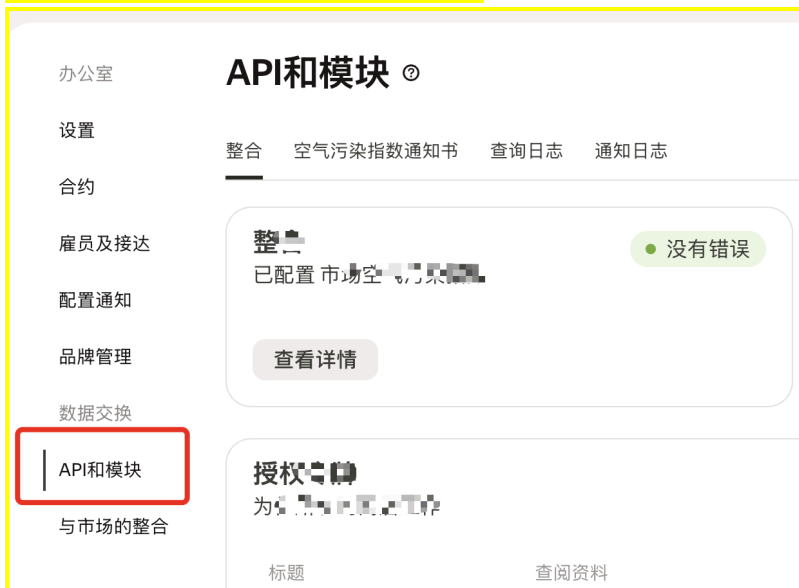 办公室
设置
合约
雇员及接达
配置通知
品牌管理
数据交换
API和模块
与市场的整合
API和模块 ?
整合 空气污染指数通知书 查询日志 通知日志
整
没有错误
已配置 市场空气
查看详情
授权
为
标题 查阅资料